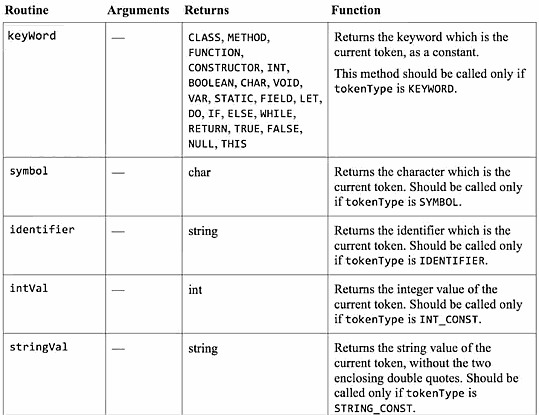 Routine Arguments Returns Function
keyWord — CLASS, METHOD, Returns the keyword which is the
FUNCTION, current token, as a constant.
CONSTRUCTOR, INT, This method should be called only if
BOOLEAN, CHAR, VOID, tokenType is KEYWORD.
VAR, STATIC, FIELD, LET,
DO, IF, ELSE, WHILE,
RETURN, TRUE, FALSE,
NULL, THIS
symbol — char Returns the character which is the
current token. Should be called only
if tokenType is SYMBOL.
identifier — string Returns the identifier which is the
current token. Should be called only
if tokenType is IDENTIFIER.
intVal — int Returns the integer value of the
current token. Should be called only
if tokenType is INT_CONST.
stringVal — string Returns the string value of the
current token, without the two
enclosing double quotes. Should be
called only if tokenType is
STRING_CONST.